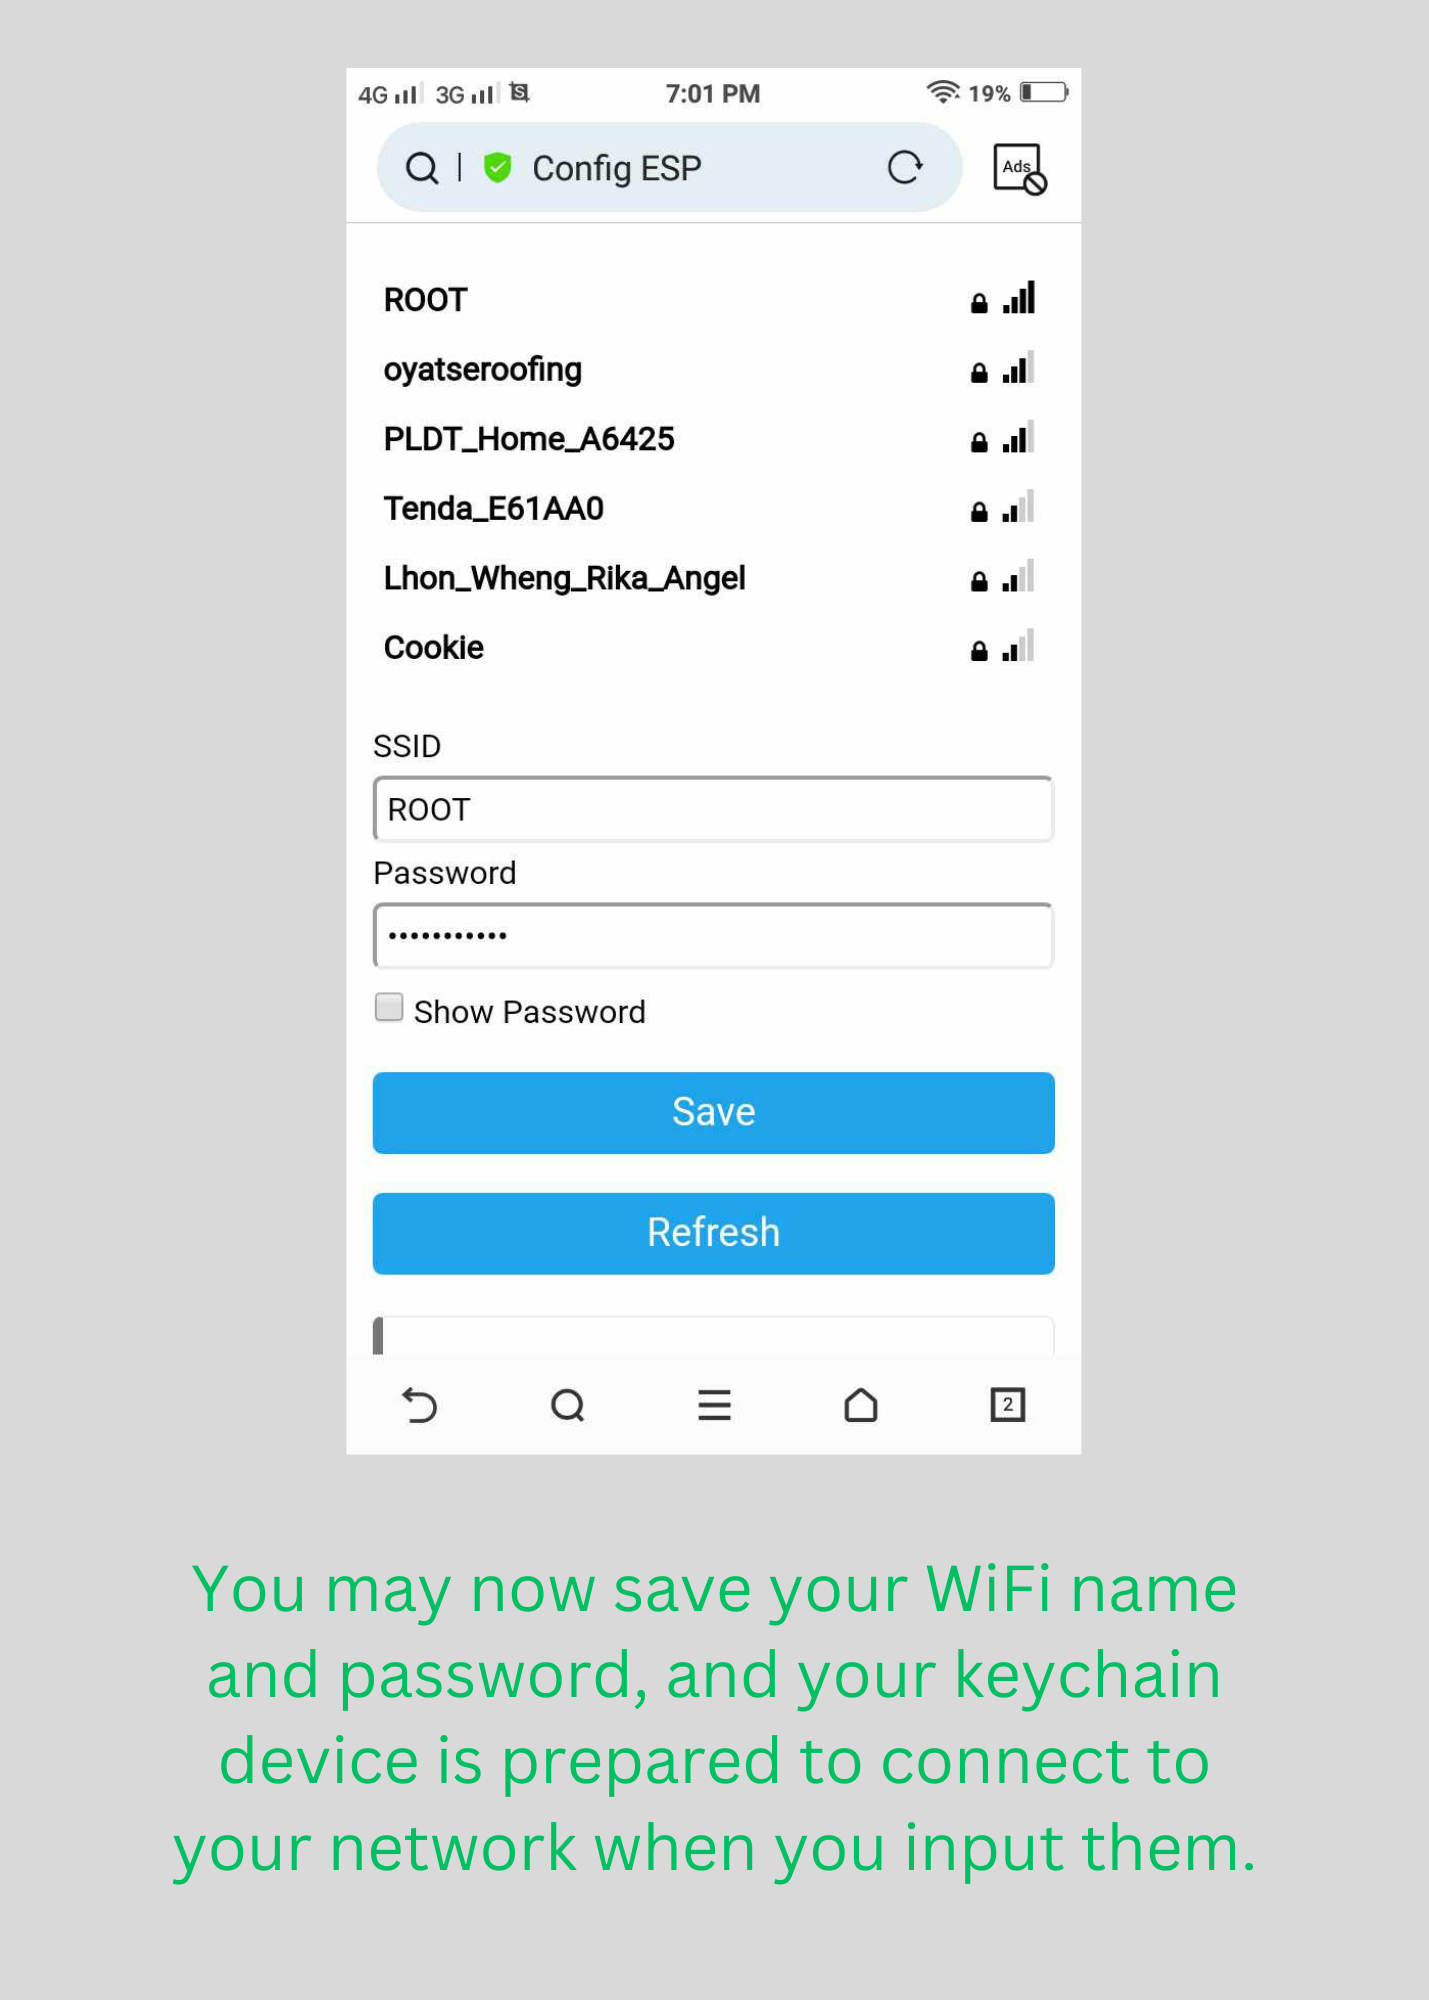 4G 3G 7:01 PM 19%
Config ESP Ads
ROOT
oyatseroofing
PLDT_Home_A6425
Tenda_E61AA0
Lhon_Wheng_Rika_Angel
Cookie
SSID
ROOT
Password
•••••••••••
Show Password
Save
Refresh
2
You may now save your WiFi name
and password, and your keychain
device is prepared to connect to
your network when you input them.